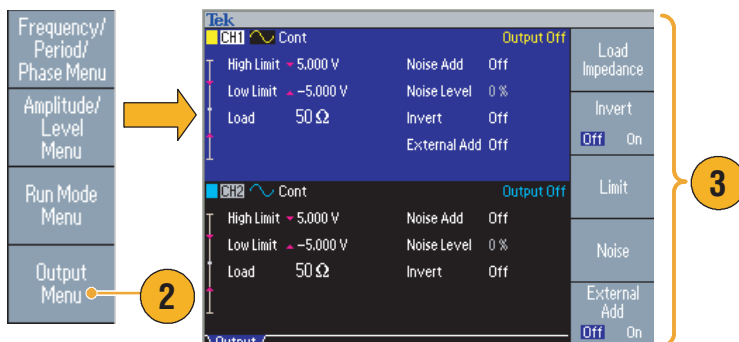 Frequency/
Period/
Phase Menu
Amplitude/
Level
Menu
Run Mode
Menu
Output
Menu
2
Tek
CH1 Cont Output Off
High Limit 5.000 V Noise Add Off
Low Limit -5.000 V Noise Level 0 %
Load 50 Ω Invert Off
External Add Off
CH2 Cont Output Off
High Limit 5.000 V Noise Add Off
Low Limit -5.000 V Noise Level 0 %
Load 50 Ω Invert Off
Output
Load
Impedance
Invert
Off On
Limit
Noise
External
Add
Off On
3